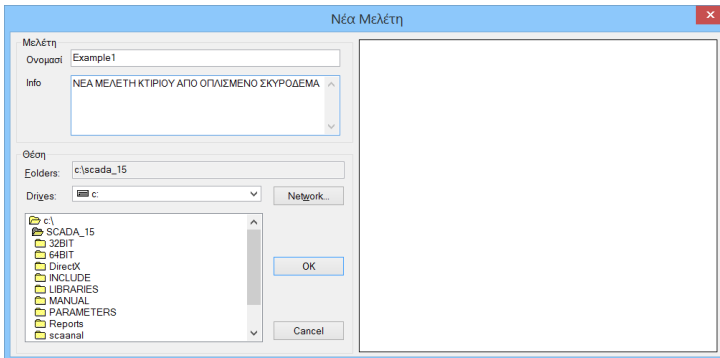 Νέα Μελέτη
Μελέτη
Ονομασί Example1
Info ΝΕΑ ΜΕΛΕΤΗ ΚΤΙΡΙΟΥ ΑΠΟ ΟΠΛΙΣΜΕΝΟ ΣΚΥΡΟΔΕΜΑ
Θέση
Folders: c:\scada_15
Drives: c: Network...
c:\
SCADA_15
32BIT
64BIT
DirectX
INCLUDE
LIBRARIES
MANUAL
PARAMETERS
Reports
scaanal
OK
Cancel